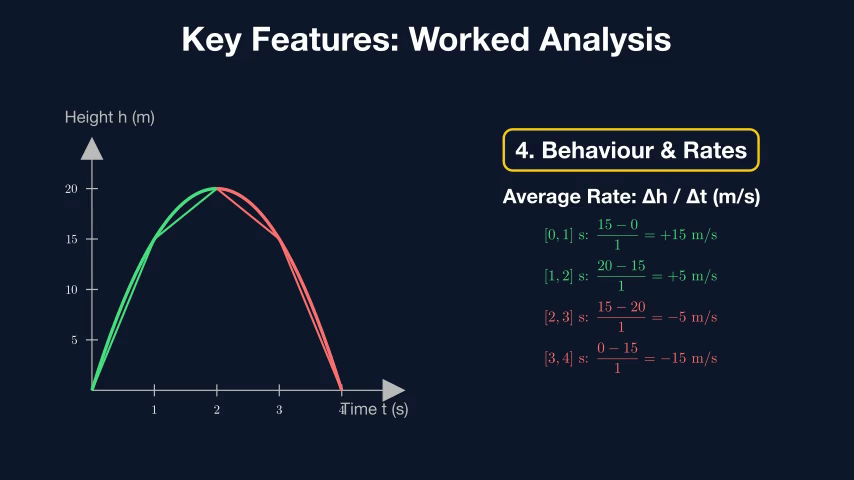 Key Features: Worked Analysis
Height h (m)
20
15
10
5
1 2 3 4
Time t (s)
4. Behaviour & Rates
Average Rate: Δh / Δt (m/s)
[0, 1] s: (15 − 0)/1 = +15 m/s
[1, 2] s: (20 − 15)/1 = +5 m/s
[2, 3] s: (15 − 20)/1 = −5 m/s
[3, 4] s: (0 − 15)/1 = −15 m/s